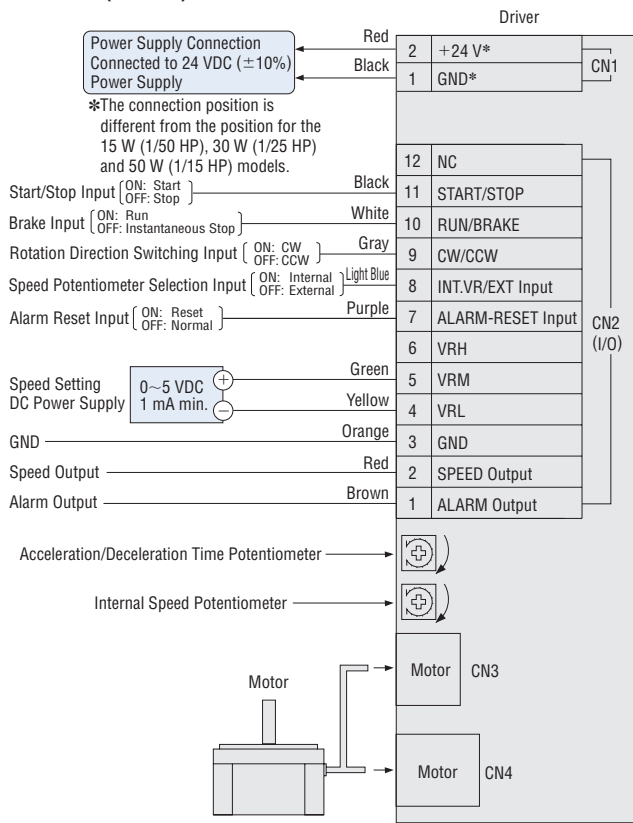 Driver
Power Supply Connection
Connected to 24 VDC (±10%)
Power Supply
Red
2 +24 V*
Black
1 GND*
CN1
*The connection position is
different from the position for the
15 W (1/50 HP), 30 W (1/25 HP)
and 50 W (1/15 HP) models.
12 NC
Start/Stop Input [ON: Start
OFF: Stop] Black 11 START/STOP
Brake Input [ON: Run
OFF: Instantaneous Stop] White 10 RUN/BRAKE
Rotation Direction Switching Input [ON: CW
OFF: CCW] Gray 9 CW/CCW
Speed Potentiometer Selection Input [ON: Internal
OFF: External] Light Blue 8 INT.VR/EXT Input
Alarm Reset Input [ON: Reset
OFF: Normal] Purple 7 ALARM-RESET Input
CN2
(I/O)
6 VRH
Speed Setting
DC Power Supply
0~5 VDC
1 mA min.
+
−
Green 5 VRM
Yellow 4 VRL
GND Orange 3 GND
Speed Output Red 2 SPEED Output
Alarm Output Brown 1 ALARM Output
Acceleration/Deceleration Time Potentiometer
Internal Speed Potentiometer
Motor
Motor CN3
Motor CN4